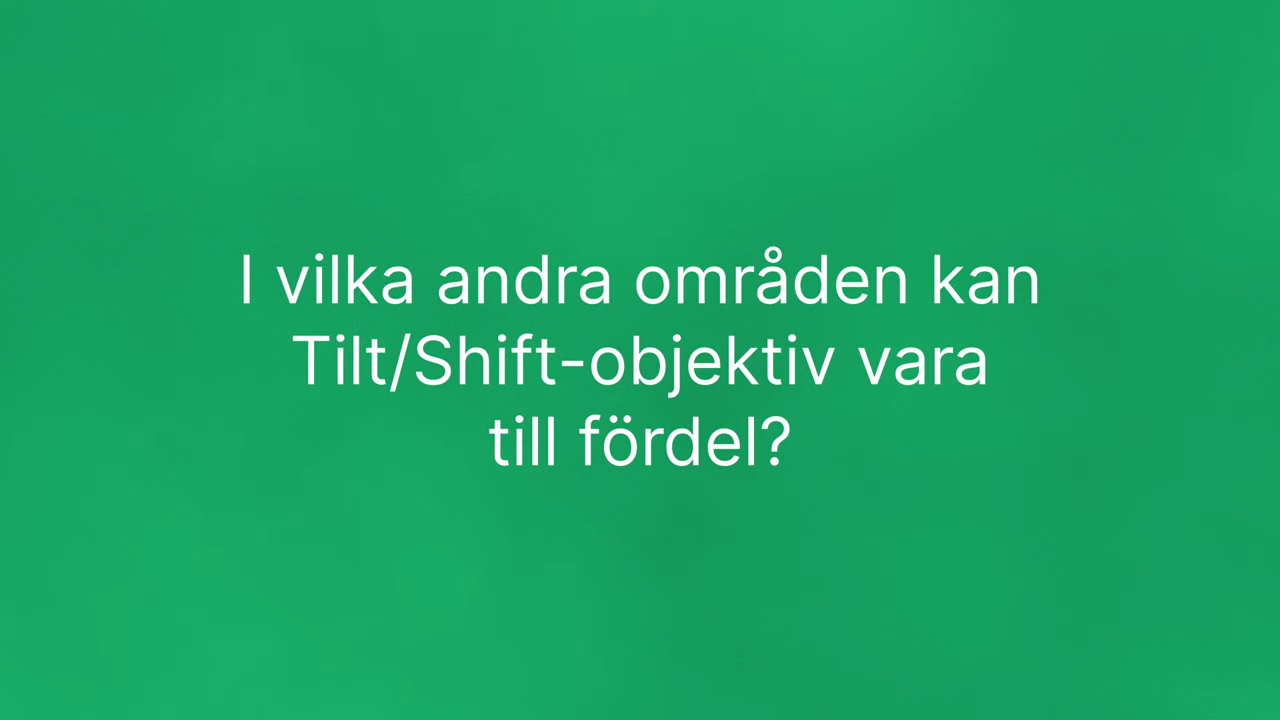 I vilka andra områden kan
Tilt/Shift-objektiv vara
till fördel?